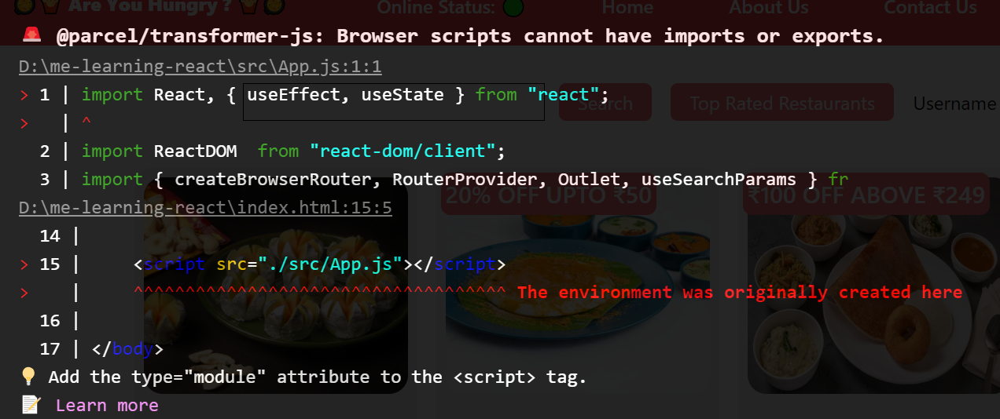 Are You Hungry ?
Online Status:
Home
About Us
Contact Us
@parcel/transformer-js: Browser scripts cannot have imports or exports.
D:\me-learning-react\src\App.js:1:1
> 1 | import React, { useEffect, useState } from "react";
>   | ^
2 | import ReactDOM  from "react-dom/client";
3 | import { createBrowserRouter, RouterProvider, Outlet, useSearchParams } fr
Search
Top Rated Restaurants
Username
20% OFF UPTO ₹50
₹100 OFF ABOVE ₹249
D:\me-learning-react\index.html:15:5
14 |
> 15 |     <script src="./src/App.js"></script>
>    |     ^^^^^^^^^^^^^^^^^^^^^^^^^^^^^^^^^^^^ The environment was originally created here
16 |
17 | </body>
Add the type="module" attribute to the <script> tag.
Learn more